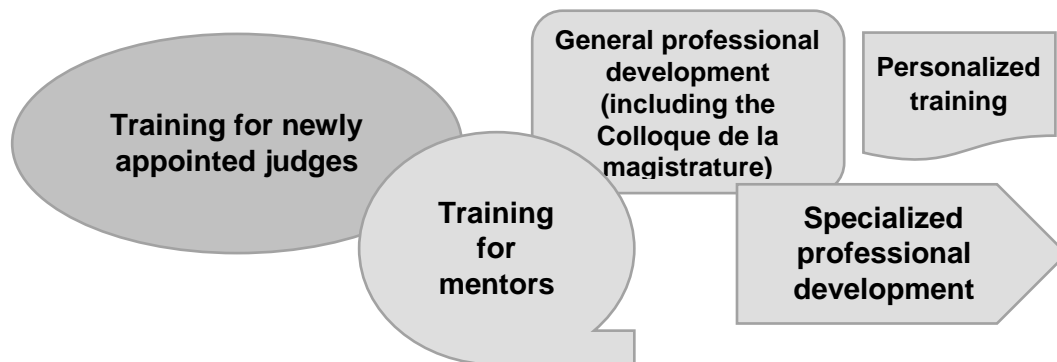 Training for newly
appointed judges
Training
for
mentors
General professional
development
(including the
Colloque de la
magistrature)
Personalized
training
Specialized
professional
development